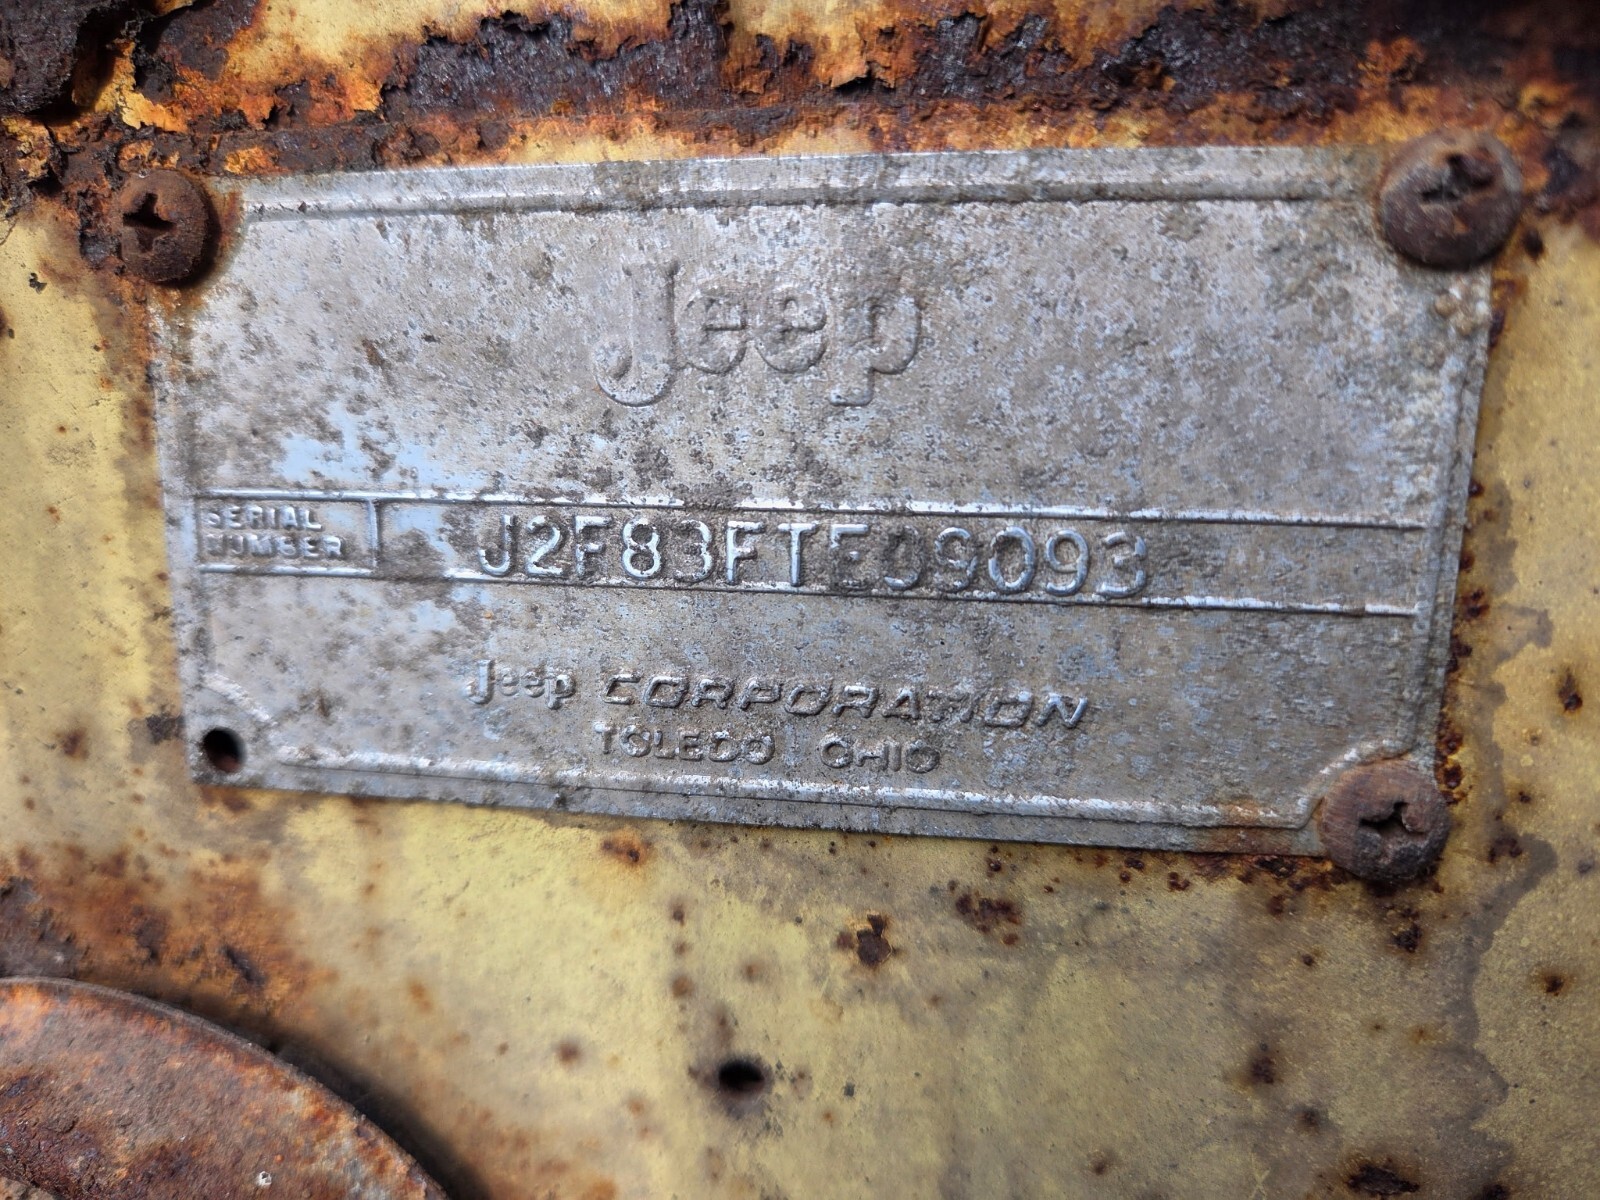 Jeep
SERIAL
NUMBER
J2F83FTE09093
Jeep CORPORATION
TOLEDO OHIO